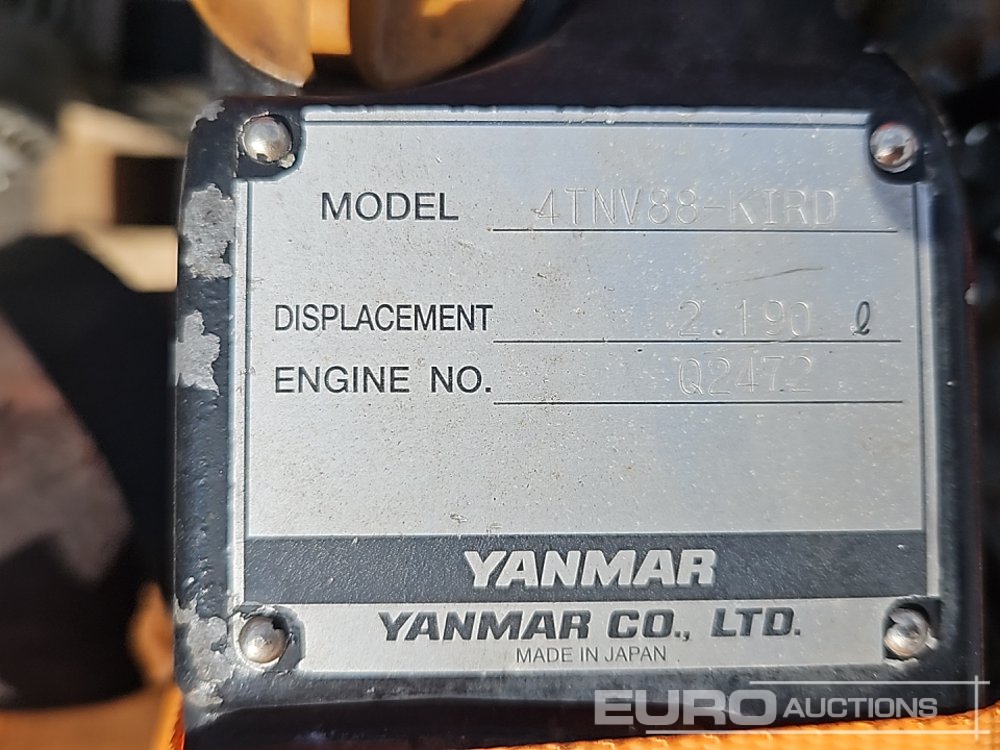 MODEL 4TNV88-KIRD
DISPLACEMENT 2.190 ℓ
ENGINE NO. Q2472
YANMAR
YANMAR CO., LTD.
MADE IN JAPAN
EURO AUCTIONS